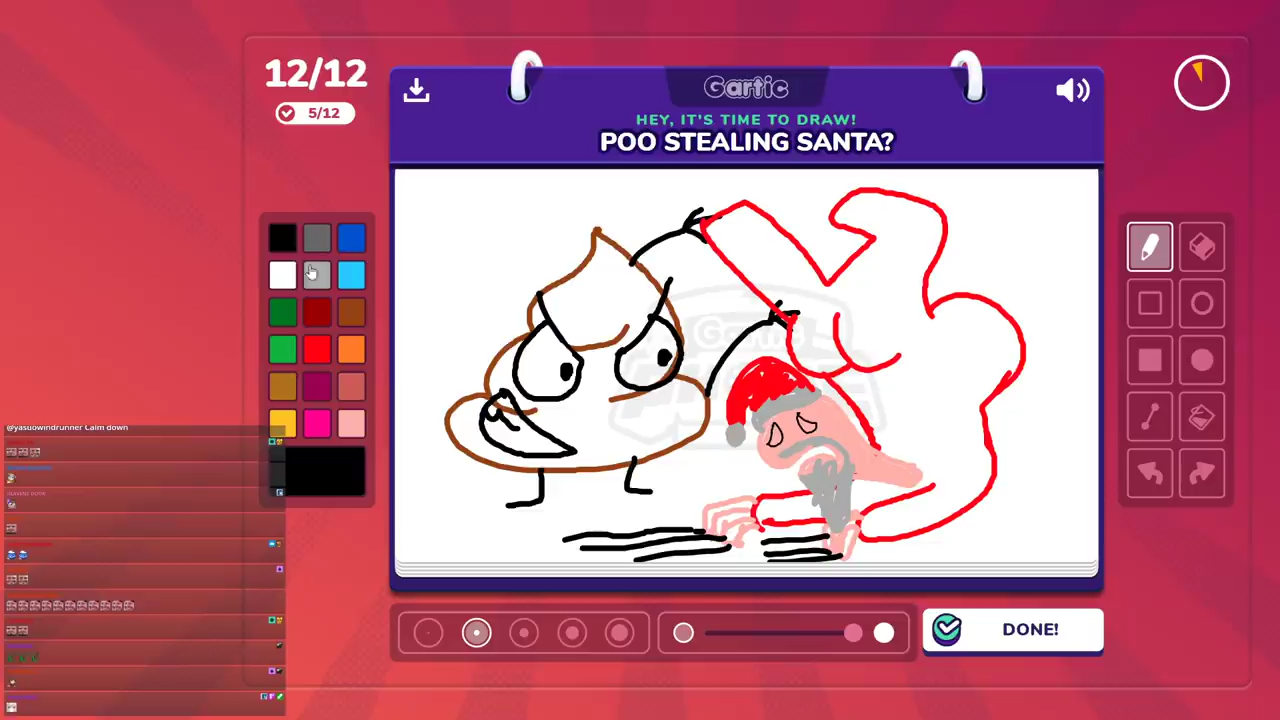 12/12
5/12
Gartic
HEY, IT'S TIME TO DRAW!
POO STEALING SANTA?
@yasuowindrunner Calm down
DONE!